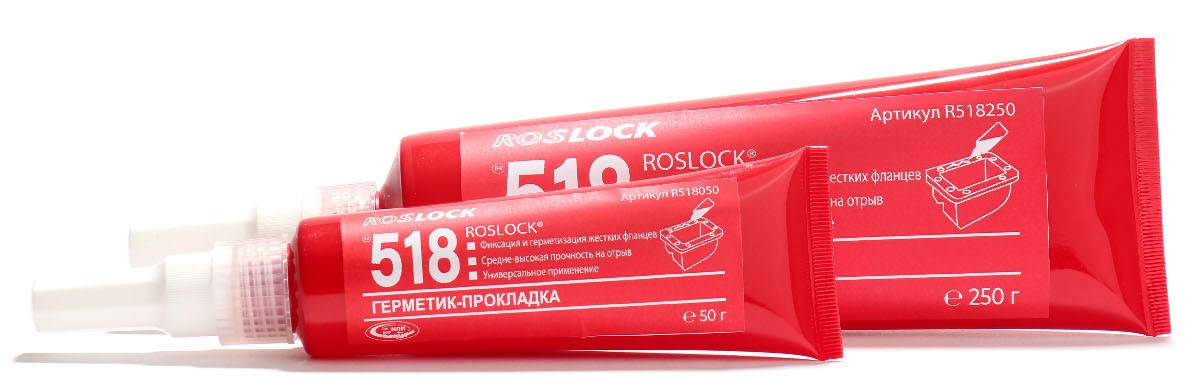 ROSLOCK
Артикул R518250
518
ROSLOCK®
жестких фланцев
на отрыв
℮ 250 г
ROSLOCK
Артикул R518050
518
ROSLOCK®
Фиксация и герметизация жестких фланцев
Средне-высокая прочность на отрыв
Универсальное применение
ГЕРМЕТИК-ПРОКЛАДКА
℮ 50 г